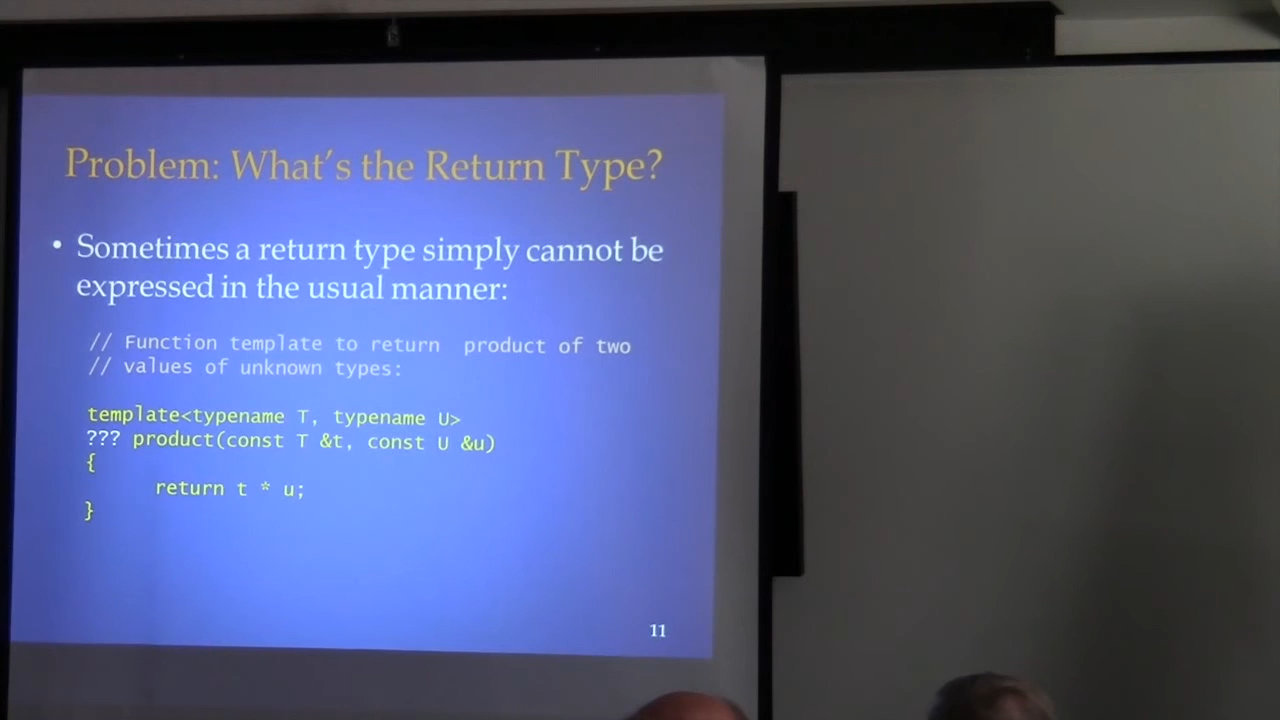 Problem: What's the Return Type?
• Sometimes a return type simply cannot be
expressed in the usual manner:
// Function template to return  product of two
// values of unknown types:
template<typename T, typename U>
??? product(const T &t, const U &u)
{
return t * u;
}
11